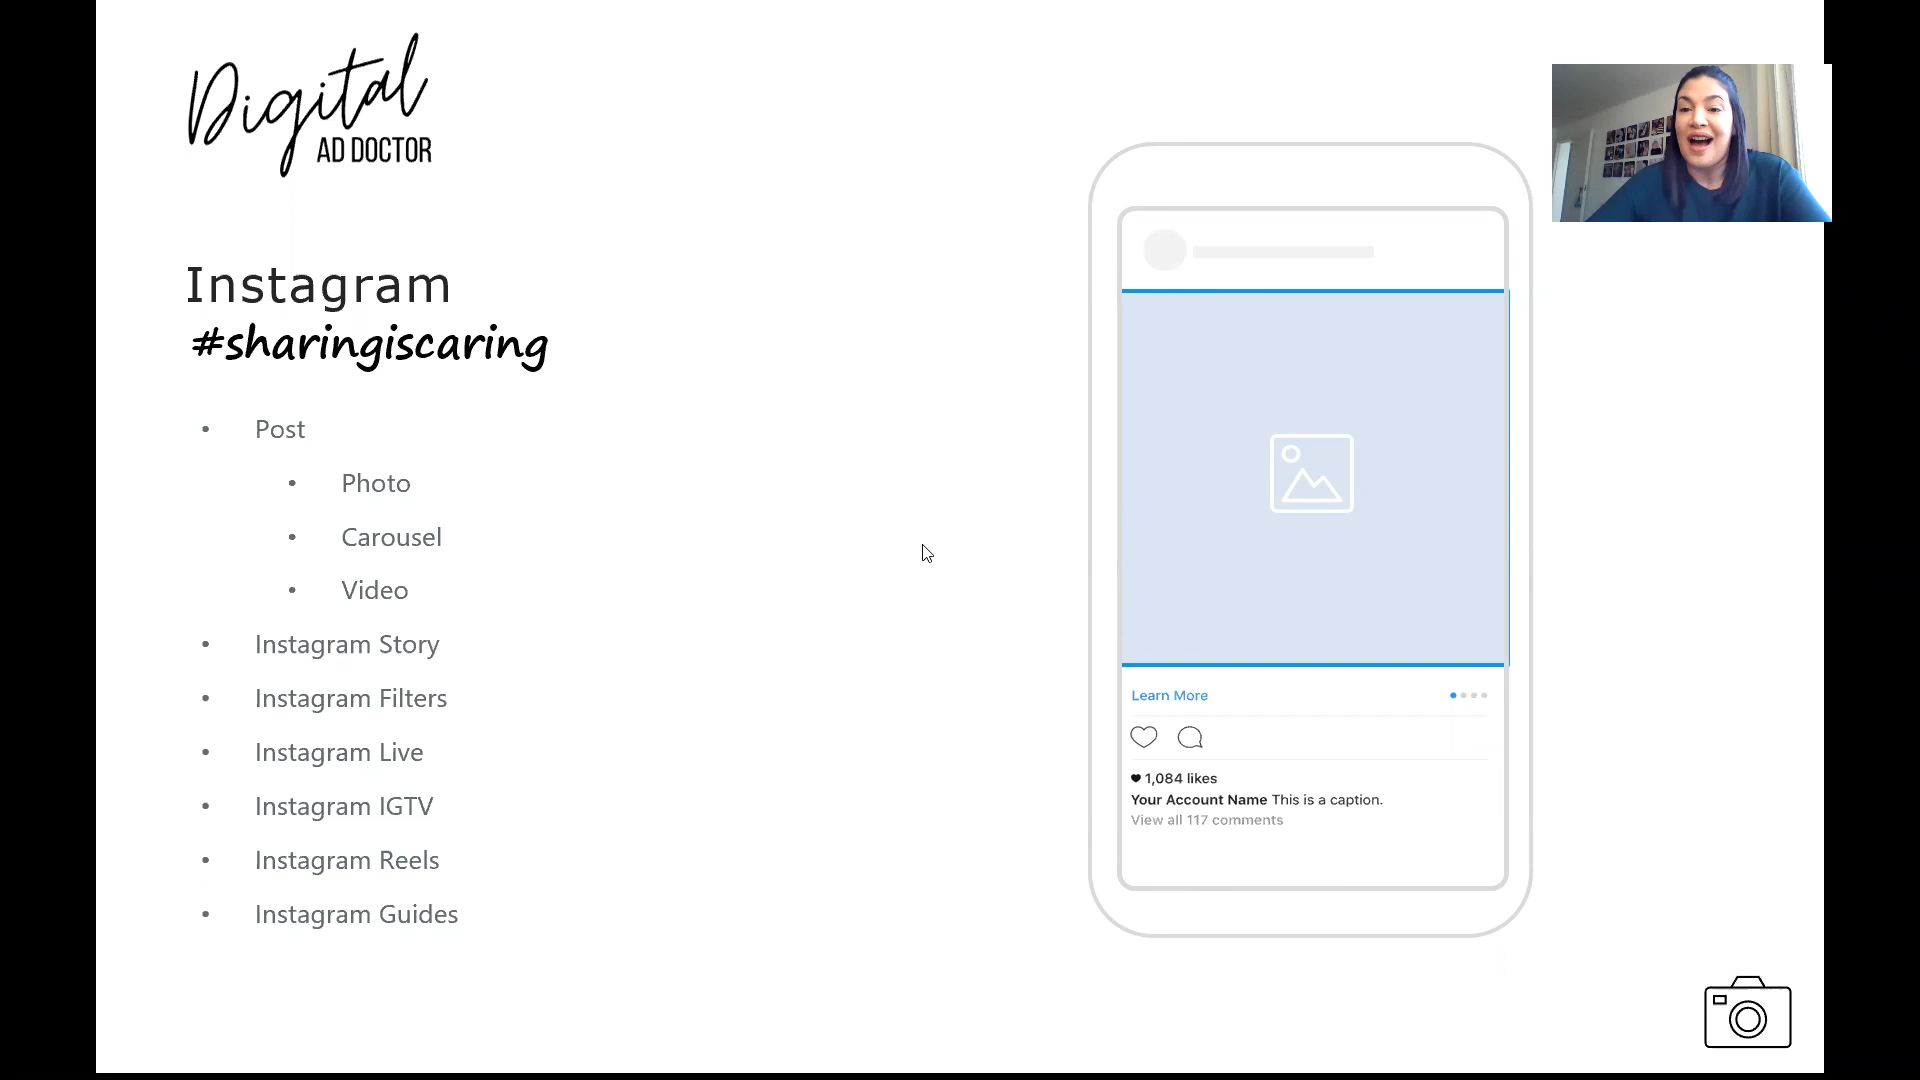 Digital
AD DOCTOR
Instagram
#sharingiscaring
• Post
• Photo
• Carousel
• Video
• Instagram Story
• Instagram Filters
• Instagram Live
• Instagram IGTV
• Instagram Reels
• Instagram Guides
Learn More
1,084 likes
Your Account Name This is a caption.
View all 117 comments